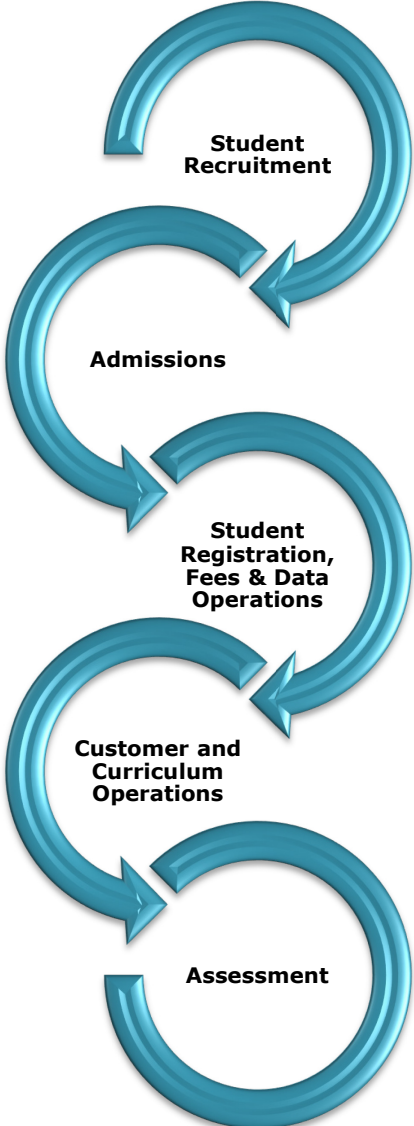 Student
Recruitment
Admissions
Student
Registration,
Fees & Data
Operations
Customer and
Curriculum
Operations
Assessment